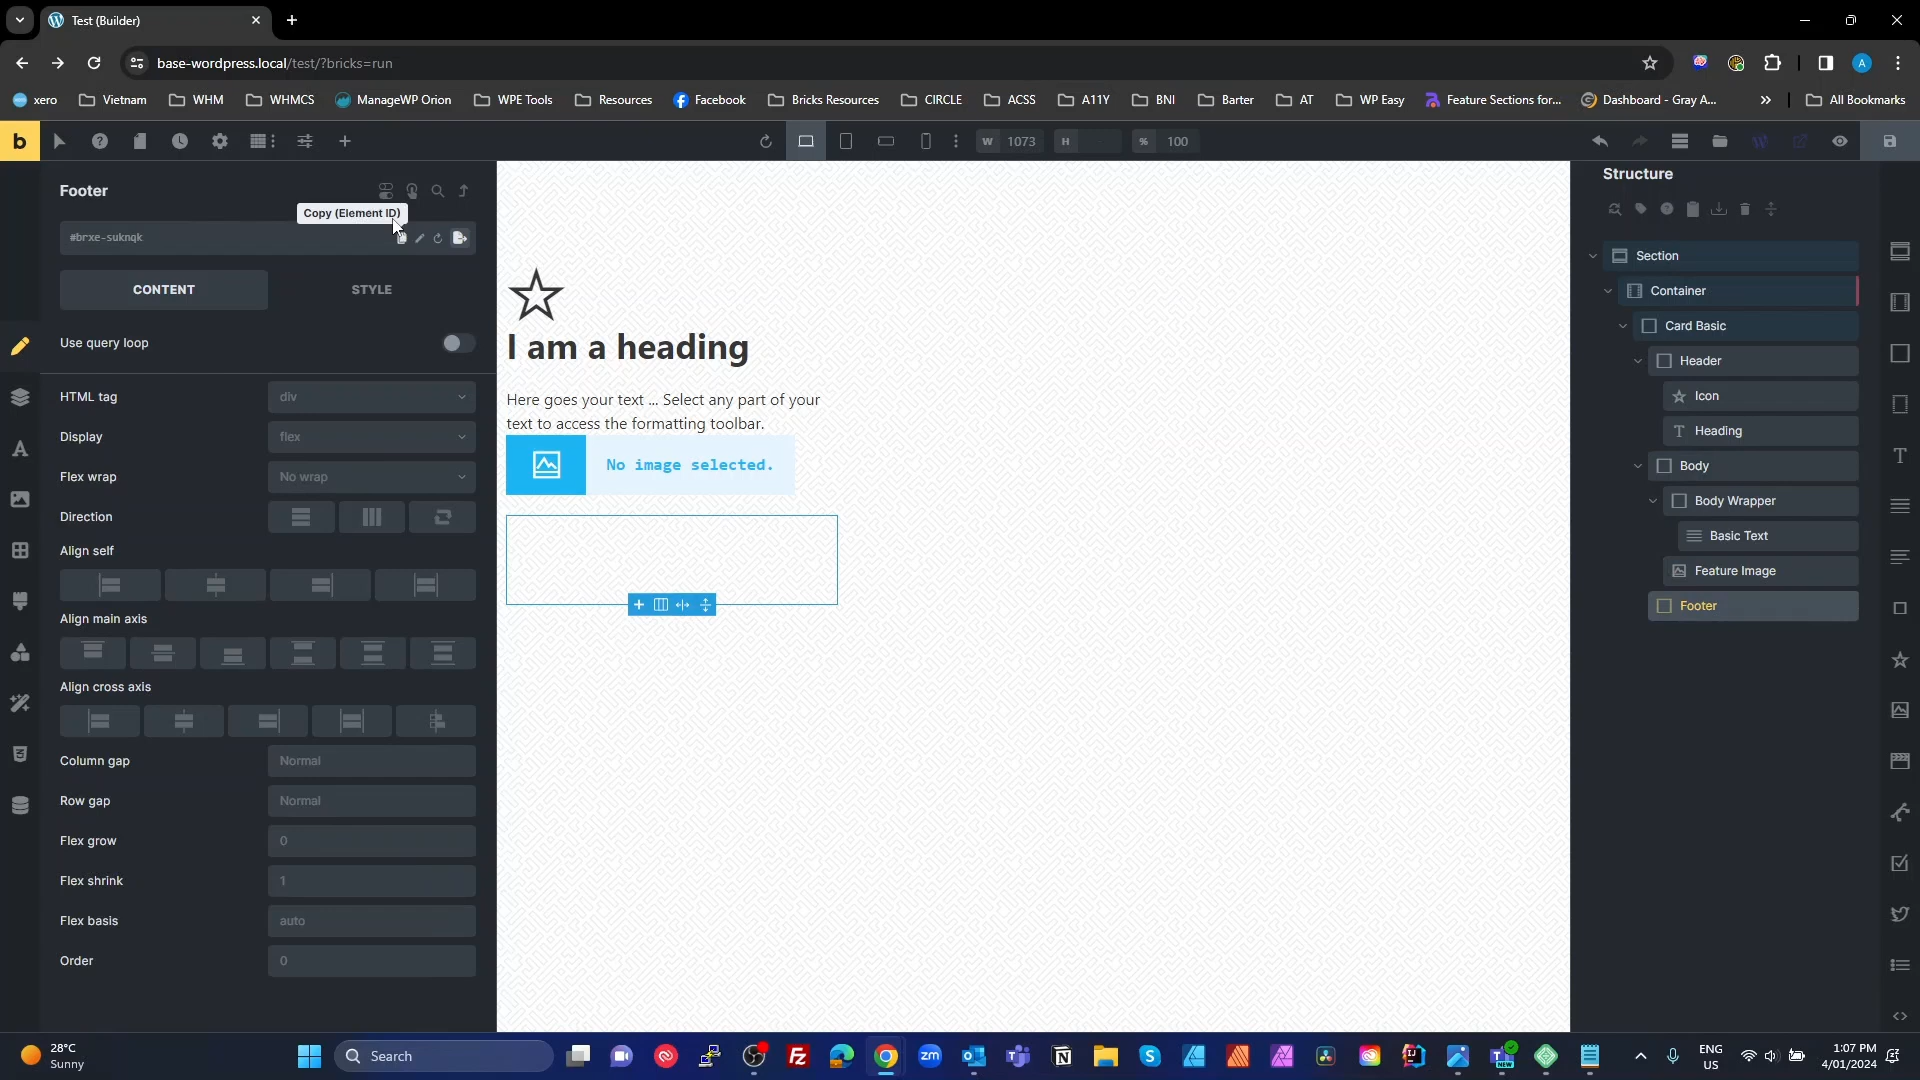 Test (Builder)
base-wordpress.local/test/?bricks=run
A
xero
Vietnam
WHM
WHMCS
ManageWP Orion
WPE Tools
Resources
Facebook
Bricks Resources
CIRCLE
ACSS
A11Y
BNI
Barter
AT
WP Easy
Feature Sections for...
Dashboard - Gray A...
»
All Bookmarks
b
W 1073
H
% 100
Footer
Copy (Element ID)
#brxe-suknqk
CONTENT
STYLE
Use query loop
HTML tag
div
Display
flex
Flex wrap
No wrap
Direction
Align self
Align main axis
Align cross axis
Column gap
Normal
Row gap
Normal
Flex grow
0
Flex shrink
1
Flex basis
auto
Order
0
I am a heading
Here goes your text ... Select any part of your
text to access the formatting toolbar.
No image selected.
Structure
Section
Container
Card Basic
Header
Icon
Heading
Body
Body Wrapper
Basic Text
Feature Image
Footer
28°C
Sunny
Search
zm
ENG
US
1:07 PM
4/01/2024